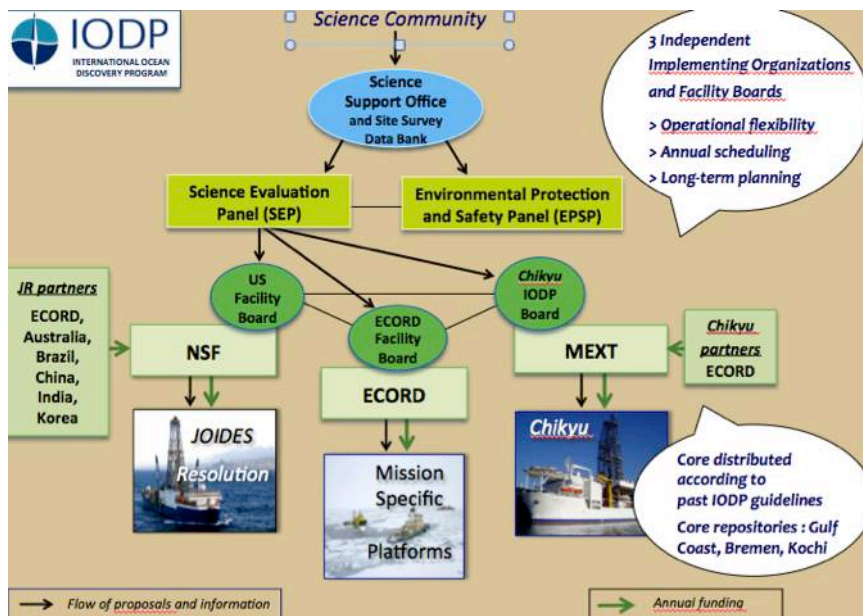 IODP
INTERNATIONAL OCEAN
DISCOVERY PROGRAM
Science Community
Science
Support Office
and Site Survey
Data Bank
3 Independent
Implementing Organizations
and Facility Boards
> Operational flexibility
> Annual scheduling
> Long-term planning
Science Evaluation
Panel (SEP)
Environmental Protection
and Safety Panel (EPSP)
US
Facility
Board
ECORD
Facility
Board
Chikyu
IODP
Board
JR partners
ECORD,
Australia,
Brazil,
China,
India,
Korea
NSF
ECORD
MEXT
Chikyu
partners
ECORD
JOIDES
Resolution
Mission
Specific
Platforms
Chikyu
Core distributed
according to
past IODP guidelines
Core repositories : Gulf
Coast, Bremen, Kochi
Flow of proposals and information
Annual funding